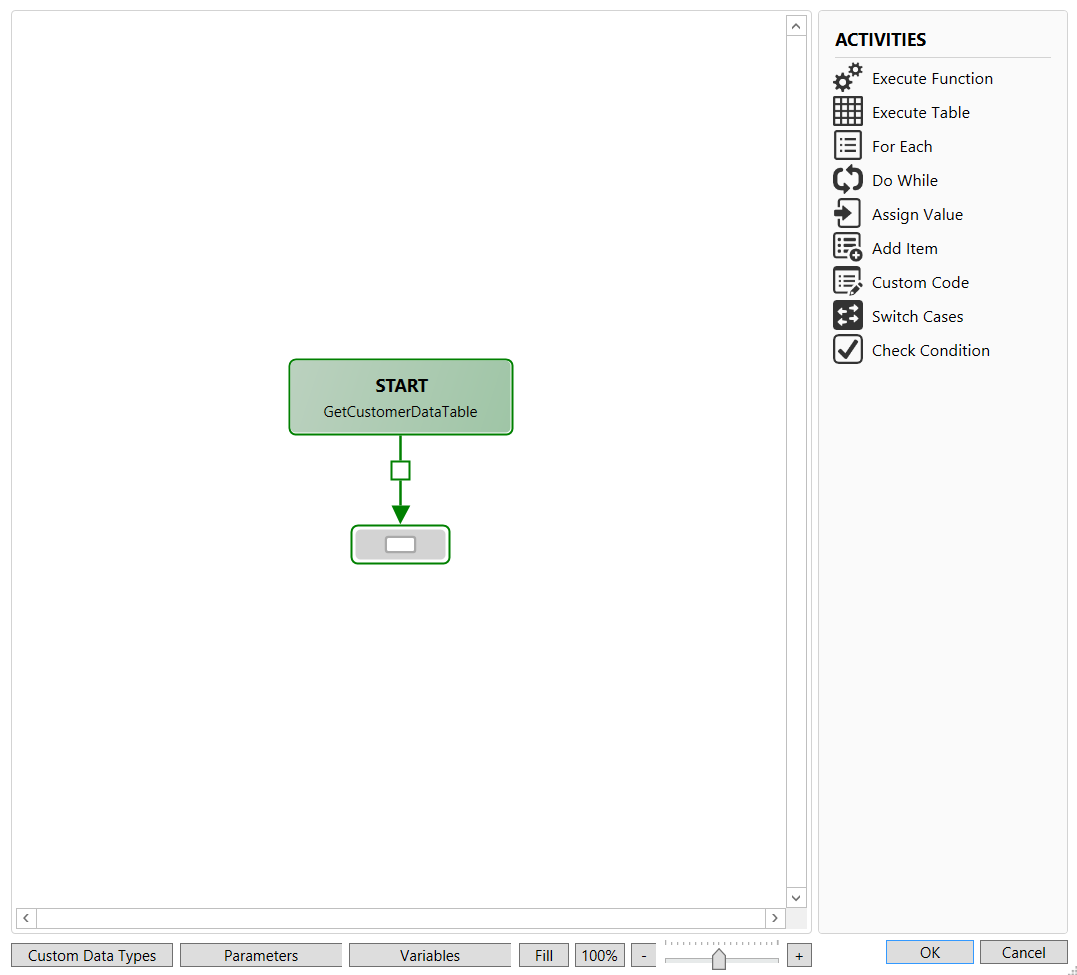 ACTIVITIES
Execute Function
Execute Table
For Each
Do While
Assign Value
Add Item
Custom Code
Switch Cases
Check Condition
START
GetCustomerDataTable
Custom Data Types
Parameters
Variables
Fill
100%
-
+
OK
Cancel